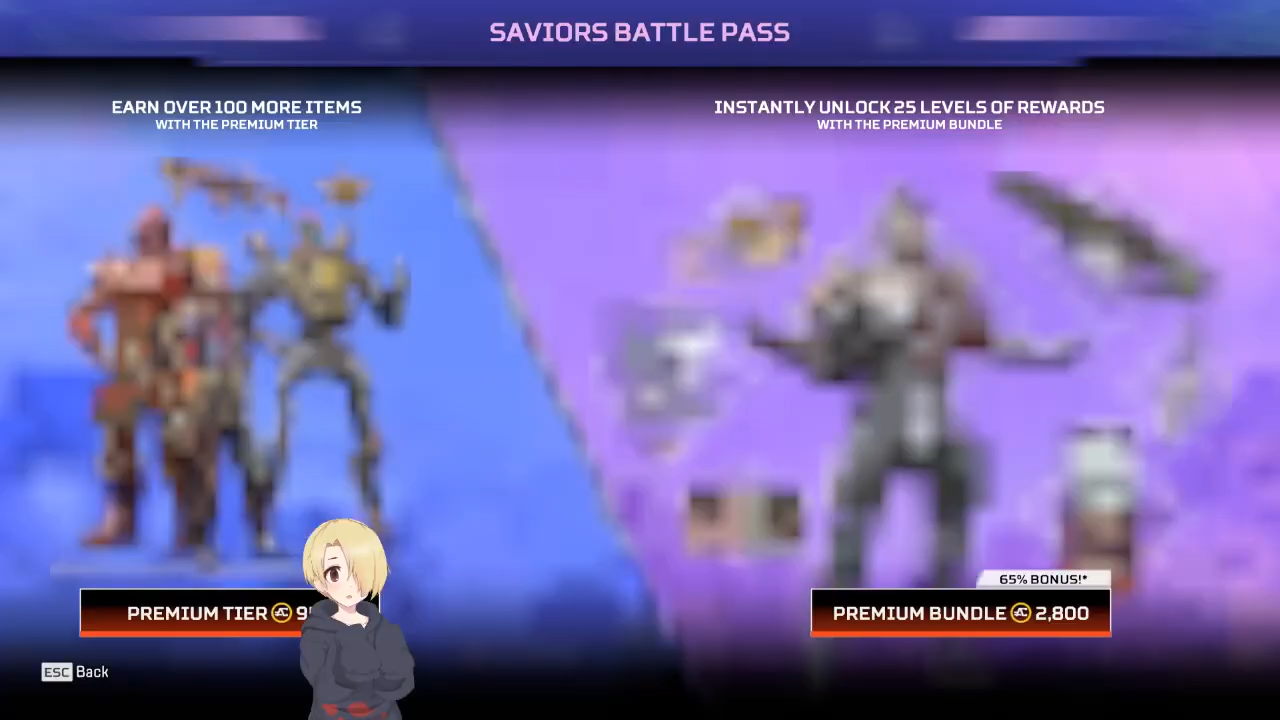 SAVIORS BATTLE PASS
EARN OVER 100 MORE ITEMS
WITH THE PREMIUM TIER
INSTANTLY UNLOCK 25 LEVELS OF REWARDS
WITH THE PREMIUM BUNDLE
65% BONUS!*
PREMIUM TIER
PREMIUM BUNDLE 2,800
ESC Back